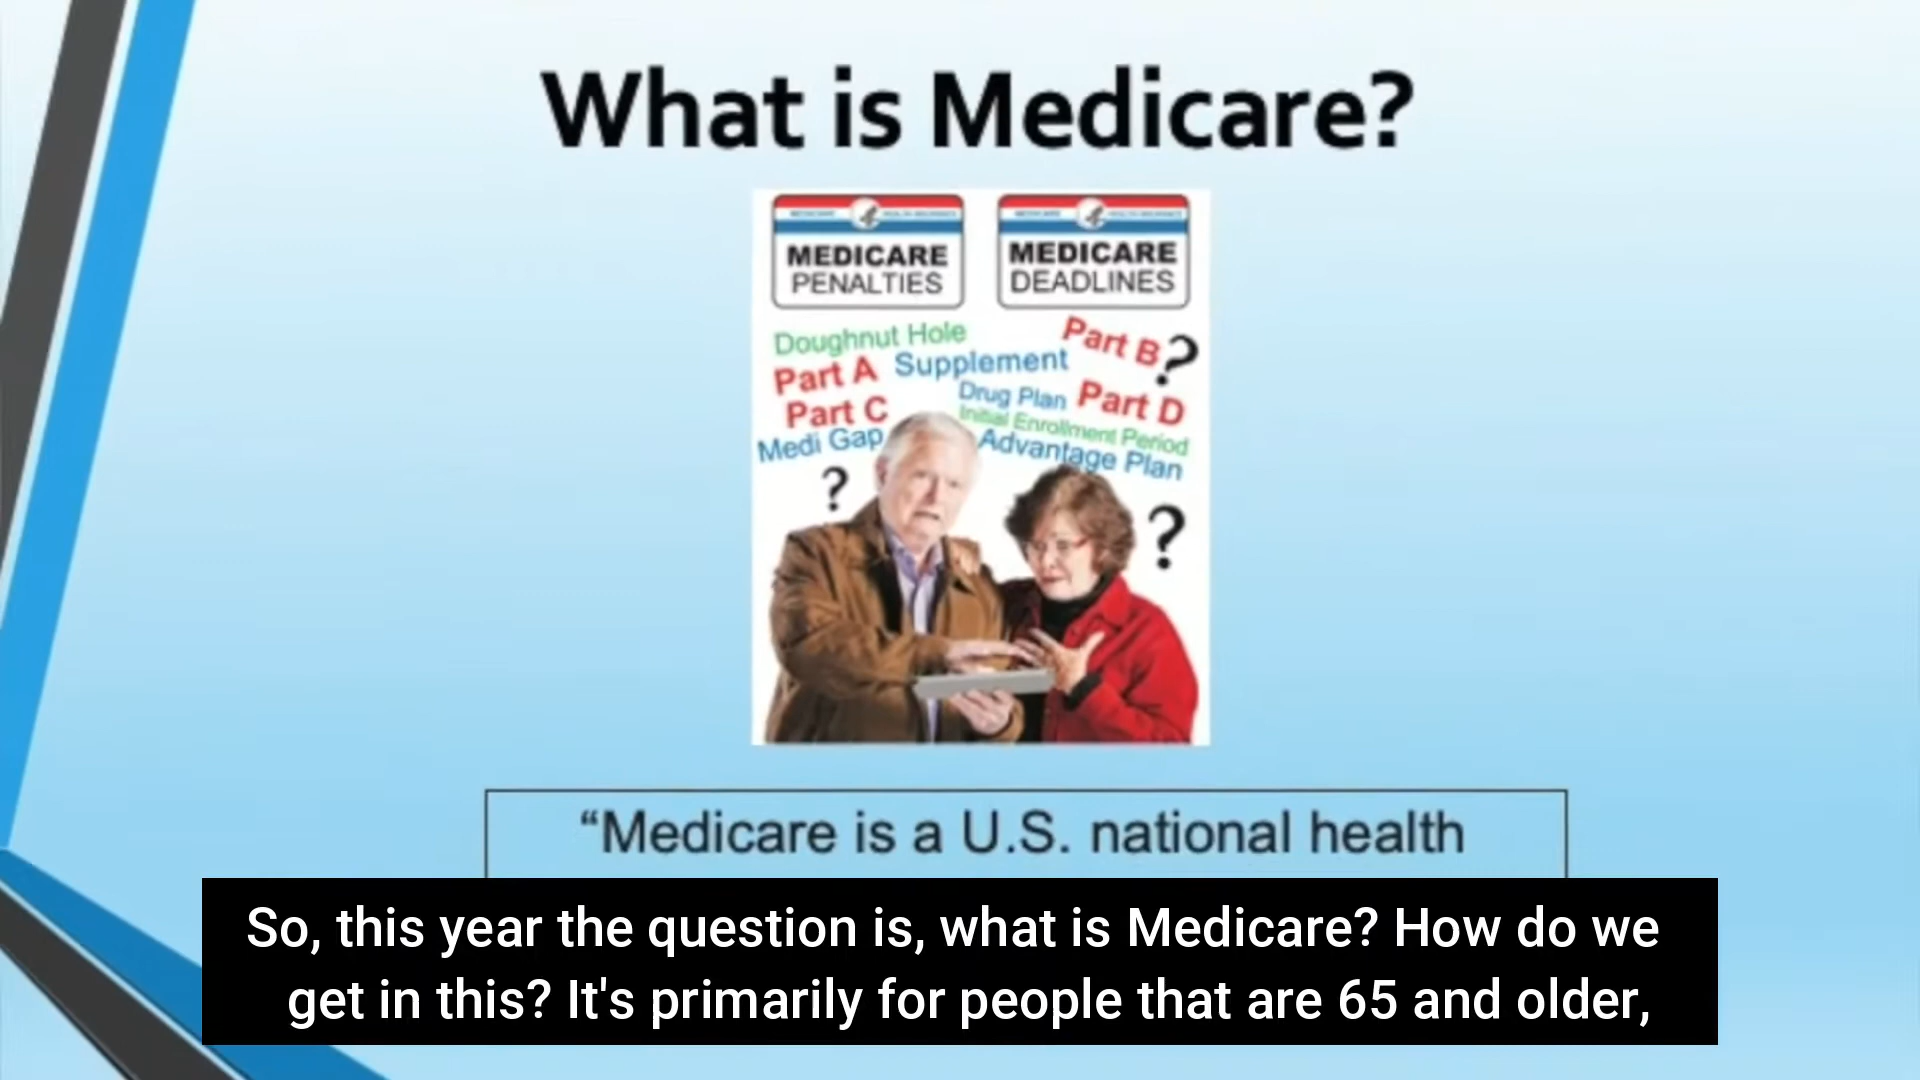 What is Medicare?
MEDICARE
PENALTIES
MEDICARE
DEADLINES
Doughnut Hole
Part B?
Part A
Supplement
Drug Plan
Part D
Part C
Initial Enrollment Period
Medi Gap
Advantage Plan
?
?
“Medicare is a U.S. national health
So, this year the question is, what is Medicare? How do we
get in this? It's primarily for people that are 65 and older,